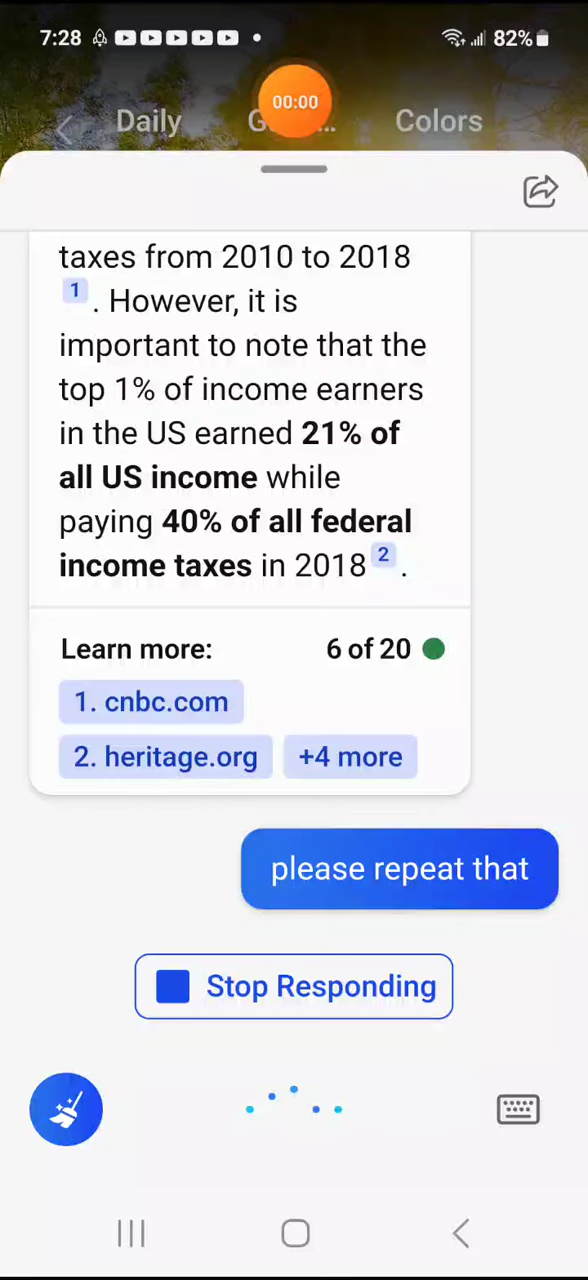 7:28 82%
00:00
Daily G... Colors
taxes from 2010 to 2018
1 . However, it is
important to note that the
top 1% of income earners
in the US earned 21% of
all US income while
paying 40% of all federal
income taxes in 2018 2 .
Learn more: 6 of 20
1. cnbc.com
2. heritage.org +4 more
please repeat that
Stop Responding